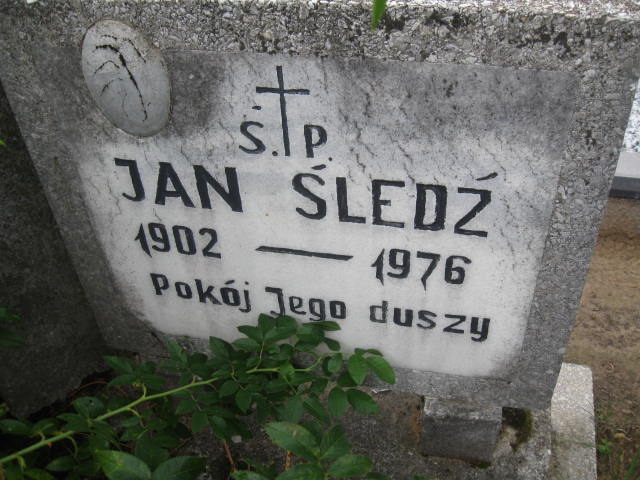 Ś.P.
JAN ŚLEDŹ
1902 — 1976
Pokój Jego duszy